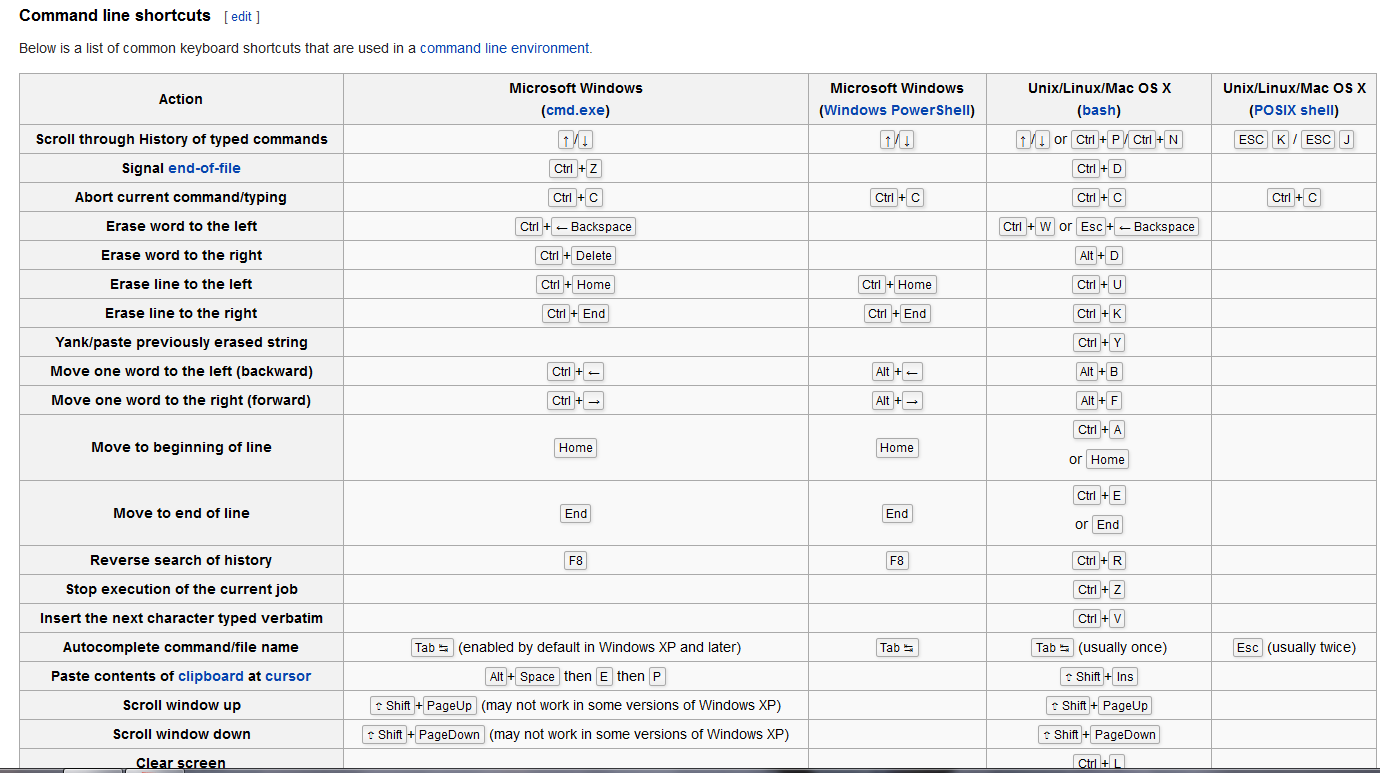 Command line shortcuts [ edit ]
Below is a list of common keyboard shortcuts that are used in a command line environment.
Action Microsoft Windows (cmd.exe) Microsoft Windows (Windows PowerShell) Unix/Linux/Mac OS X (bash) Unix/Linux/Mac OS X (POSIX shell)
Scroll through History of typed commands ↑/↓ ↑/↓ ↑/↓ or Ctrl+P/Ctrl+N ESC K / ESC J
Signal end-of-file Ctrl+Z Ctrl+D
Abort current command/typing Ctrl+C Ctrl+C Ctrl+C Ctrl+C
Erase word to the left Ctrl+← Backspace Ctrl+W or Esc+← Backspace
Erase word to the right Ctrl+Delete Alt+D
Erase line to the left Ctrl+Home Ctrl+Home Ctrl+U
Erase line to the right Ctrl+End Ctrl+End Ctrl+K
Yank/paste previously erased string Ctrl+Y
Move one word to the left (backward) Ctrl+← Alt+← Alt+B
Move one word to the right (forward) Ctrl+→ Alt+→ Alt+F
Move to beginning of line Home Home Ctrl+A
or Home
Move to end of line End End Ctrl+E
or End
Reverse search of history F8 F8 Ctrl+R
Stop execution of the current job Ctrl+Z
Insert the next character typed verbatim Ctrl+V
Autocomplete command/file name Tab ⇆ (enabled by default in Windows XP and later) Tab ⇆ Tab ⇆ (usually once) Esc (usually twice)
Paste contents of clipboard at cursor Alt+Space then E then P ⇧ Shift+Ins
Scroll window up ⇧ Shift+PageUp (may not work in some versions of Windows XP) ⇧ Shift+PageUp
Scroll window down ⇧ Shift+PageDown (may not work in some versions of Windows XP) ⇧ Shift+PageDown
Clear screen Ctrl+L